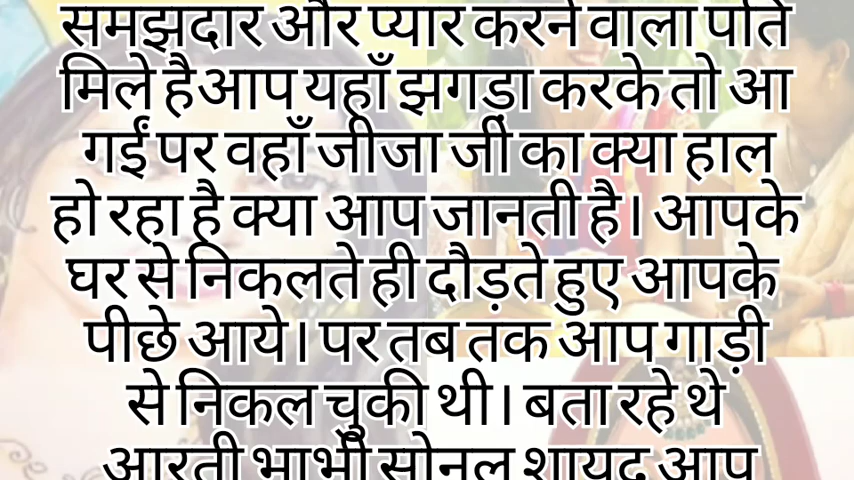 समझदार और प्यार करने वाला पति
मिले है आप यहाँ झगड़ा करके तो आ
गईं पर वहाँ जीजा जी का क्या हाल
हो रहा है क्या आप जानती है। आपके
घर से निकलते ही दौड़ते हुए आपके
पीछे आये। पर तब तक आप गाड़ी
से निकल चुकी थी। बता रहे थे
आरती भाभी सोनल शायद आप